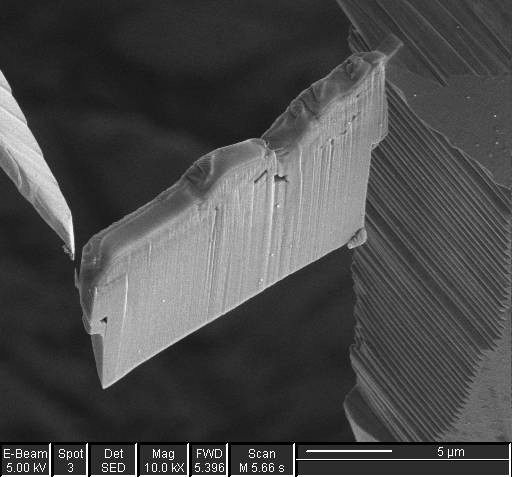 E-Beam Spot Det Mag FWD Scan
5.00 kV 3 SED 10.0 kX 5.396 M 5.66 s 5 µm